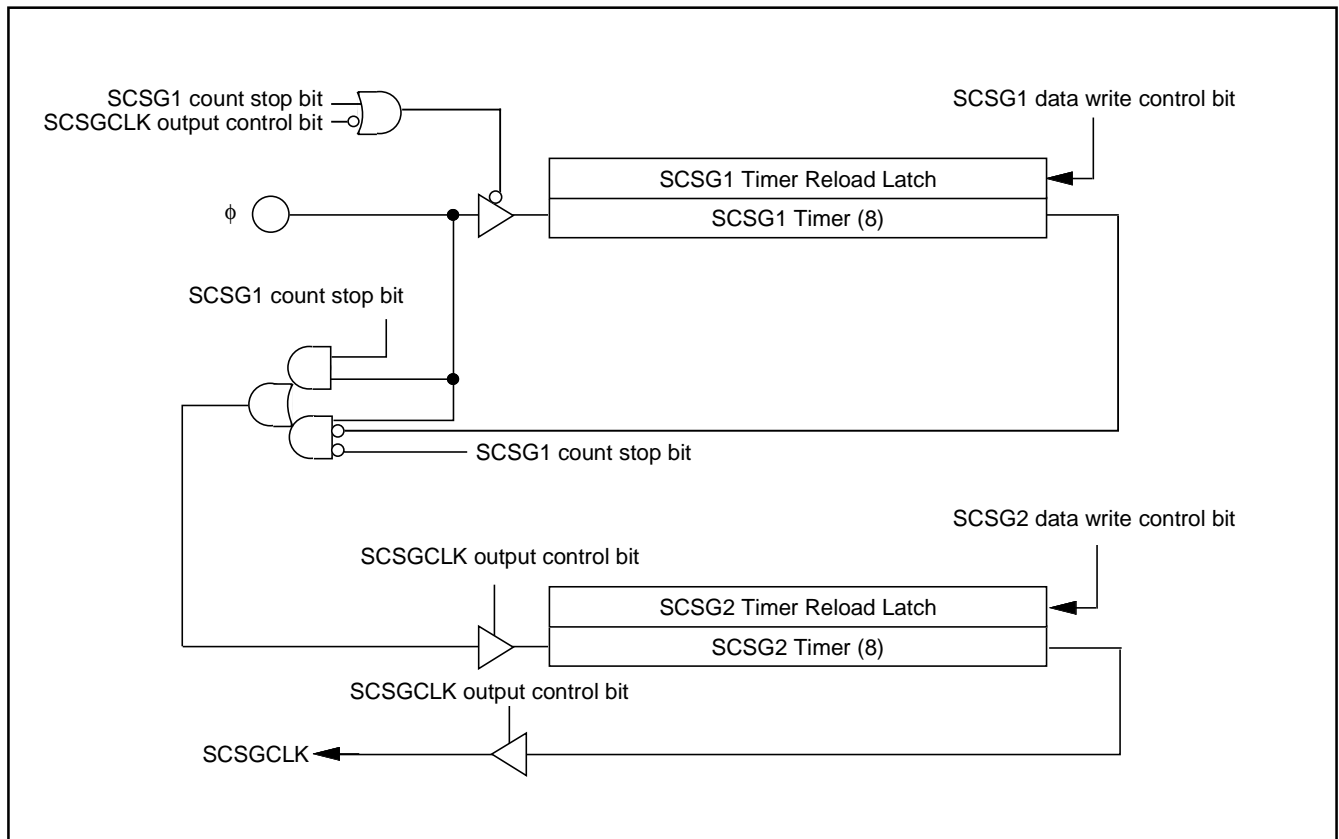 SCSG1 count stop bit
SCSGCLK output control bit
SCSG1 data write control bit
SCSG1 Timer Reload Latch
ϕ
SCSG1 Timer (8)
SCSG1 count stop bit
SCSG1 count stop bit
SCSG2 data write control bit
SCSGCLK output control bit
SCSG2 Timer Reload Latch
SCSG2 Timer (8)
SCSGCLK output control bit
SCSGCLK